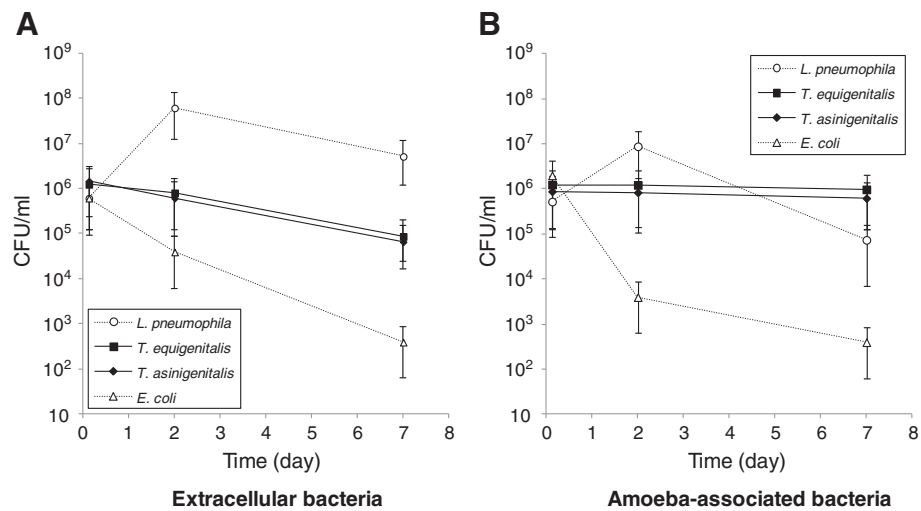 A
10⁹
10⁸
10⁷
10⁶
10⁵
10⁴
10³
10²
10
CFU/ml
L. pneumophila
T. equigenitalis
T. asinigenitalis
E. coli
0 1 2 3 4 5 6 7 8
Time (day)
Extracellular bacteria
B
10⁹
10⁸
10⁷
10⁶
10⁵
10⁴
10³
10²
10
CFU/ml
L. pneumophila
T. equigenitalis
T. asinigenitalis
E. coli
0 1 2 3 4 5 6 7 8
Time (day)
Amoeba-associated bacteria